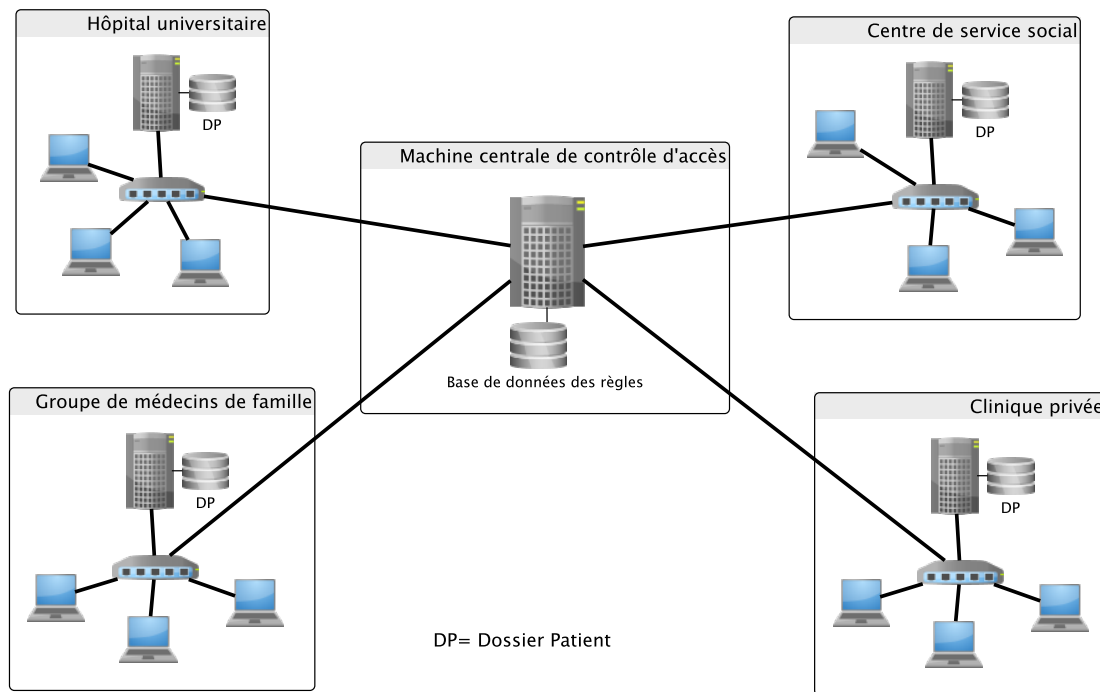 Hôpital universitaire
DP
Centre de service social
DP
Machine centrale de contrôle d'accès
Base de données des règles
Groupe de médecins de famille
DP
Clinique privée
DP
DP= Dossier Patient